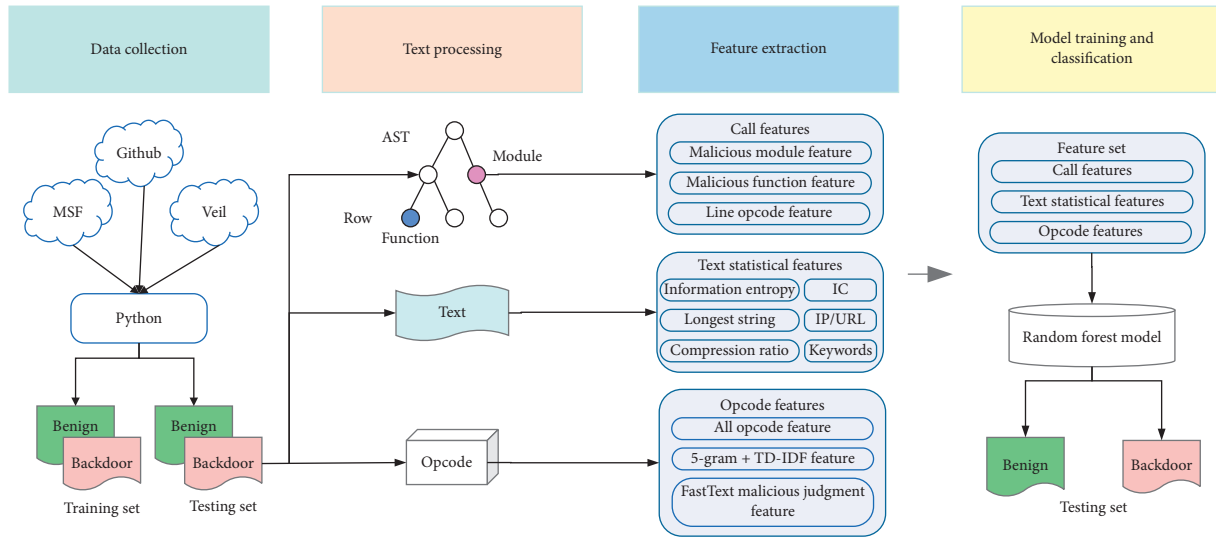 Data collection
Text processing
Feature extraction
Model training and
classification
Github
MSF
Veil
Python
Benign
Backdoor
Training set
Benign
Backdoor
Testing set
AST
Module
Row
Function
Text
Opcode
Call features
Malicious module feature
Malicious function feature
Line opcode feature
Text statistical features
Information entropy
IC
Longest string
IP/URL
Compression ratio
Keywords
Opcode features
All opcode feature
5-gram + TD-IDF feature
FastText malicious judgment
feature
Feature set
Call features
Text statistical features
Opcode features
Random forest model
Benign
Backdoor
Testing set